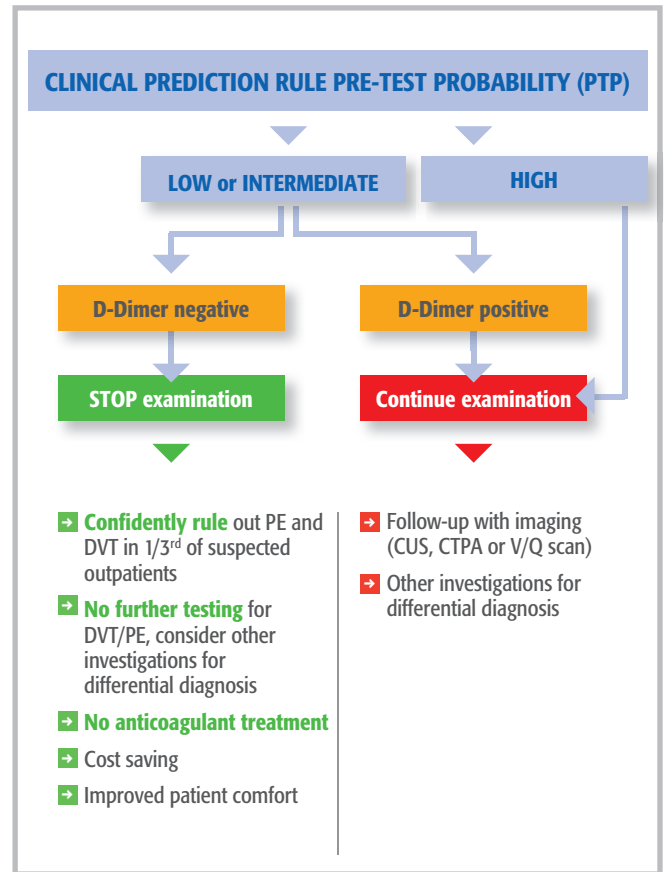 CLINICAL PREDICTION RULE PRE-TEST PROBABILITY (PTP)
LOW or INTERMEDIATE
HIGH
D-Dimer negative
D-Dimer positive
STOP examination
Continue examination
Confidently rule out PE and
DVT in 1/3rd of suspected
outpatients
No further testing for
DVT/PE, consider other
investigations for
differential diagnosis
No anticoagulant treatment
Cost saving
Improved patient comfort
Follow-up with imaging
(CUS, CTPA or V/Q scan)
Other investigations for
differential diagnosis